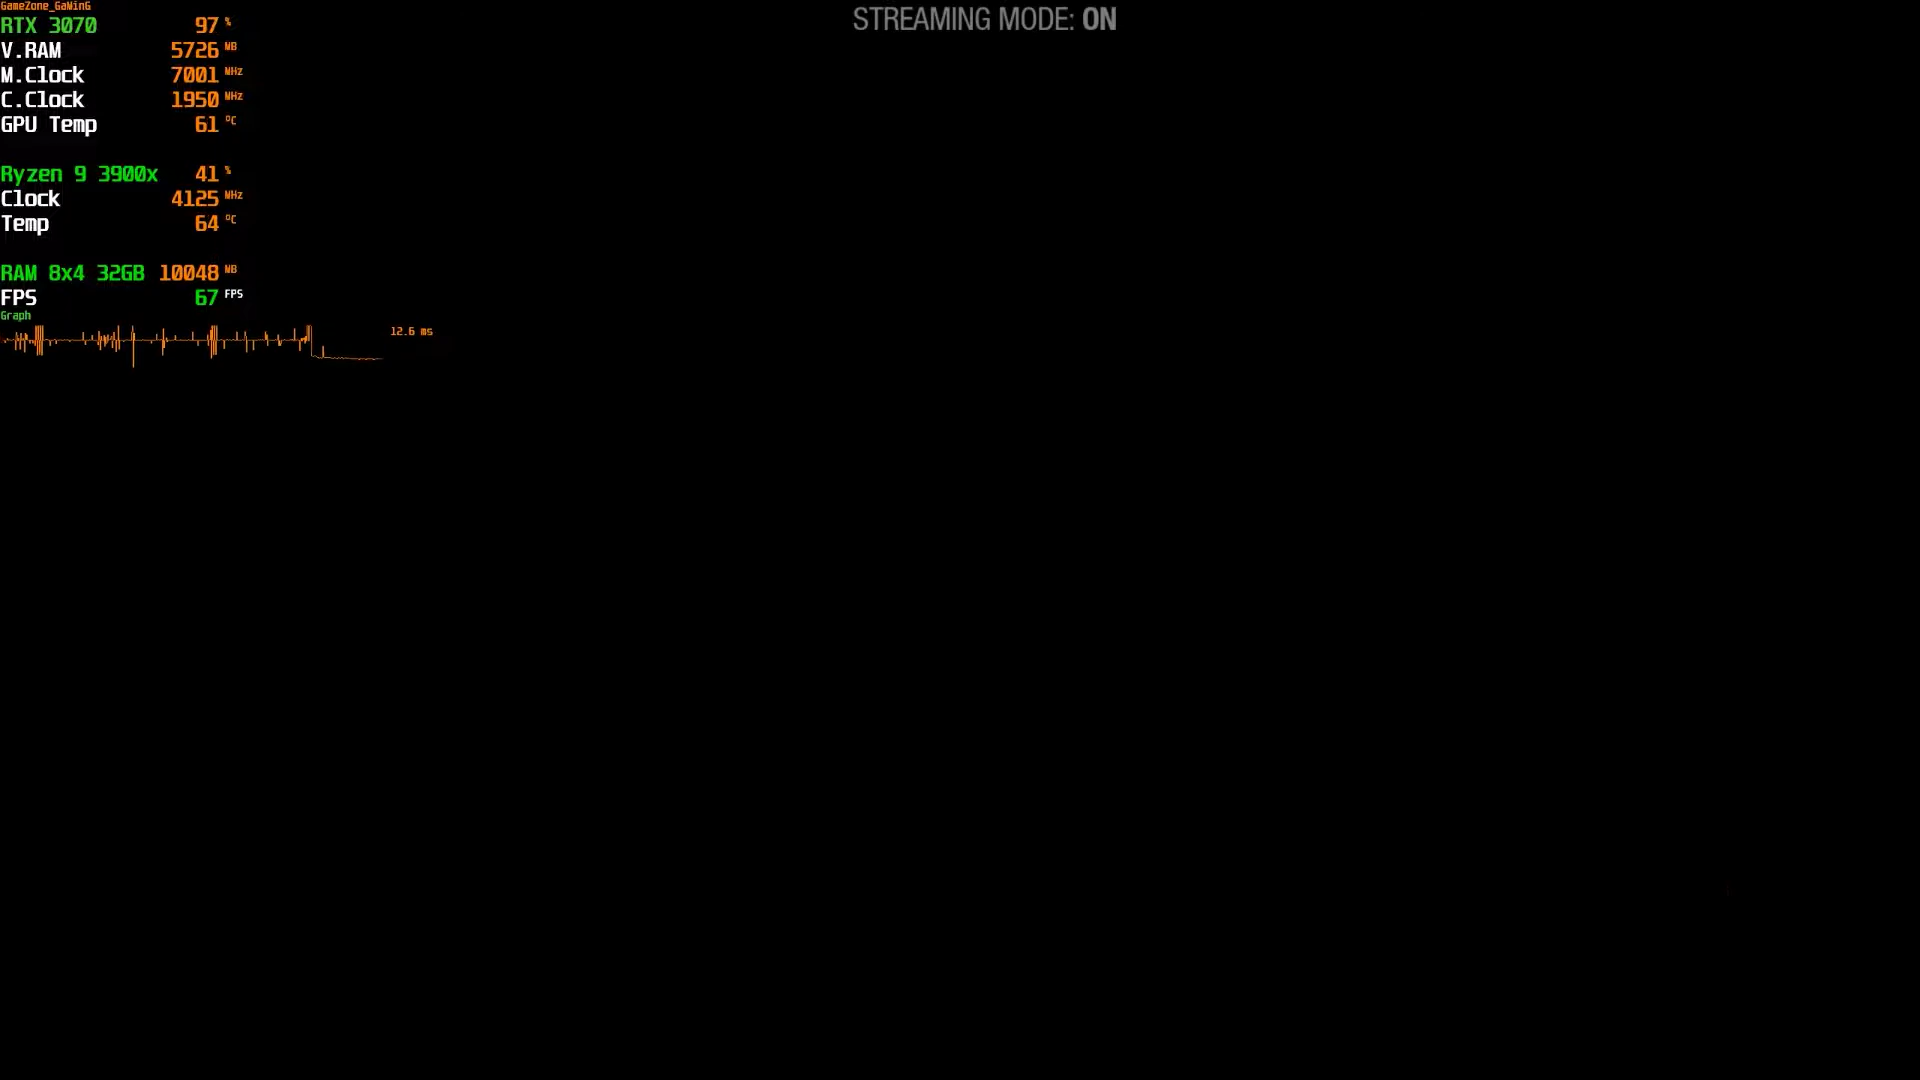 GameZone_GaMinG
RTX 3070 97 %
V.RAM 5726 MB
M.Clock 7001 MHz
C.Clock 1950 MHz
GPU Temp 61 °C
Ryzen 9 3900x 41 %
Clock 4125 MHz
Temp 64 °C
RAM 8x4 32GB 10048 MB
FPS 67 FPS
Graph
12.6 ms
STREAMING MODE: ON